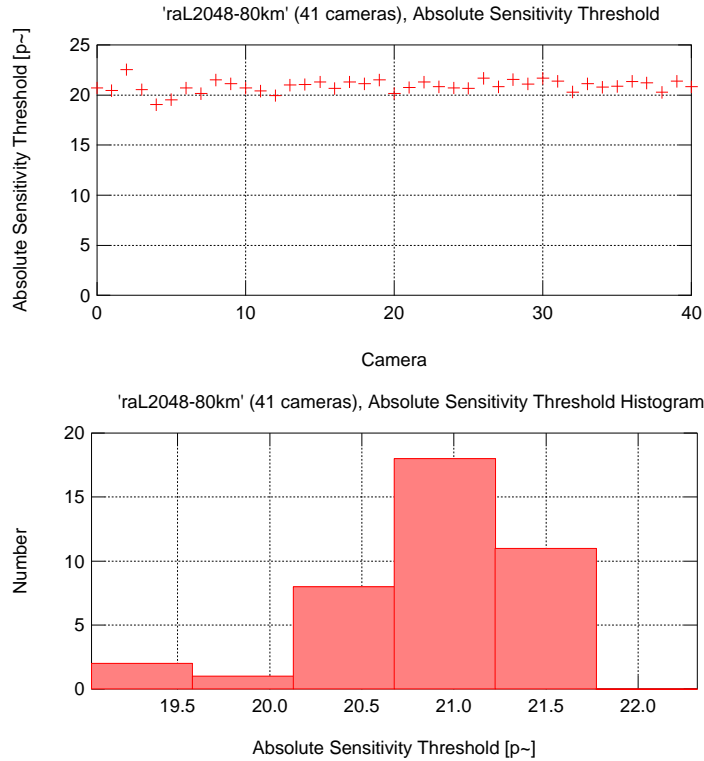 'raL2048-80km' (41 cameras), Absolute Sensitivity Threshold
Absolute Sensitivity Threshold [p~]
25
20
15
10
5
0
0 10 20 30 40
Camera
'raL2048-80km' (41 cameras), Absolute Sensitivity Threshold Histogram
Number
20
15
10
5
0
19.5 20.0 20.5 21.0 21.5 22.0
Absolute Sensitivity Threshold [p~]